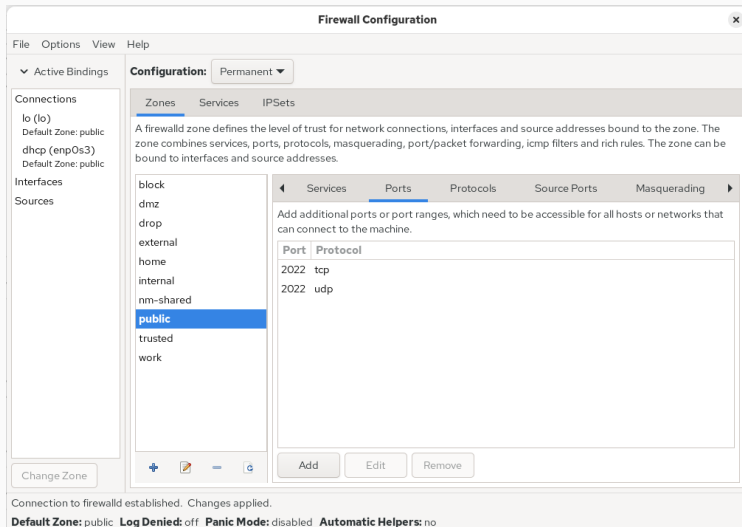 Firewall Configuration
File Options View Help
Active Bindings
Configuration: Permanent
Connections
lo (lo)
Default Zone: public
dhcp (enp0s3)
Default Zone: public
Interfaces
Sources
Change Zone
Zones Services IPSets
A firewalld zone defines the level of trust for network connections, interfaces and source addresses bound to the zone. The
zone combines services, ports, protocols, masquerading, port/packet forwarding, icmp filters and rich rules. The zone can be
bound to interfaces and source addresses.
block
dmz
drop
external
home
internal
nm-shared
public
trusted
work
Services Ports Protocols Source Ports Masquerading
Add additional ports or port ranges, which need to be accessible for all hosts or networks that
can connect to the machine.
Port Protocol
2022 tcp
2022 udp
Add Edit Remove
Connection to firewalld established. Changes applied.
Default Zone: public Log Denied: off Panic Mode: disabled Automatic Helpers: no